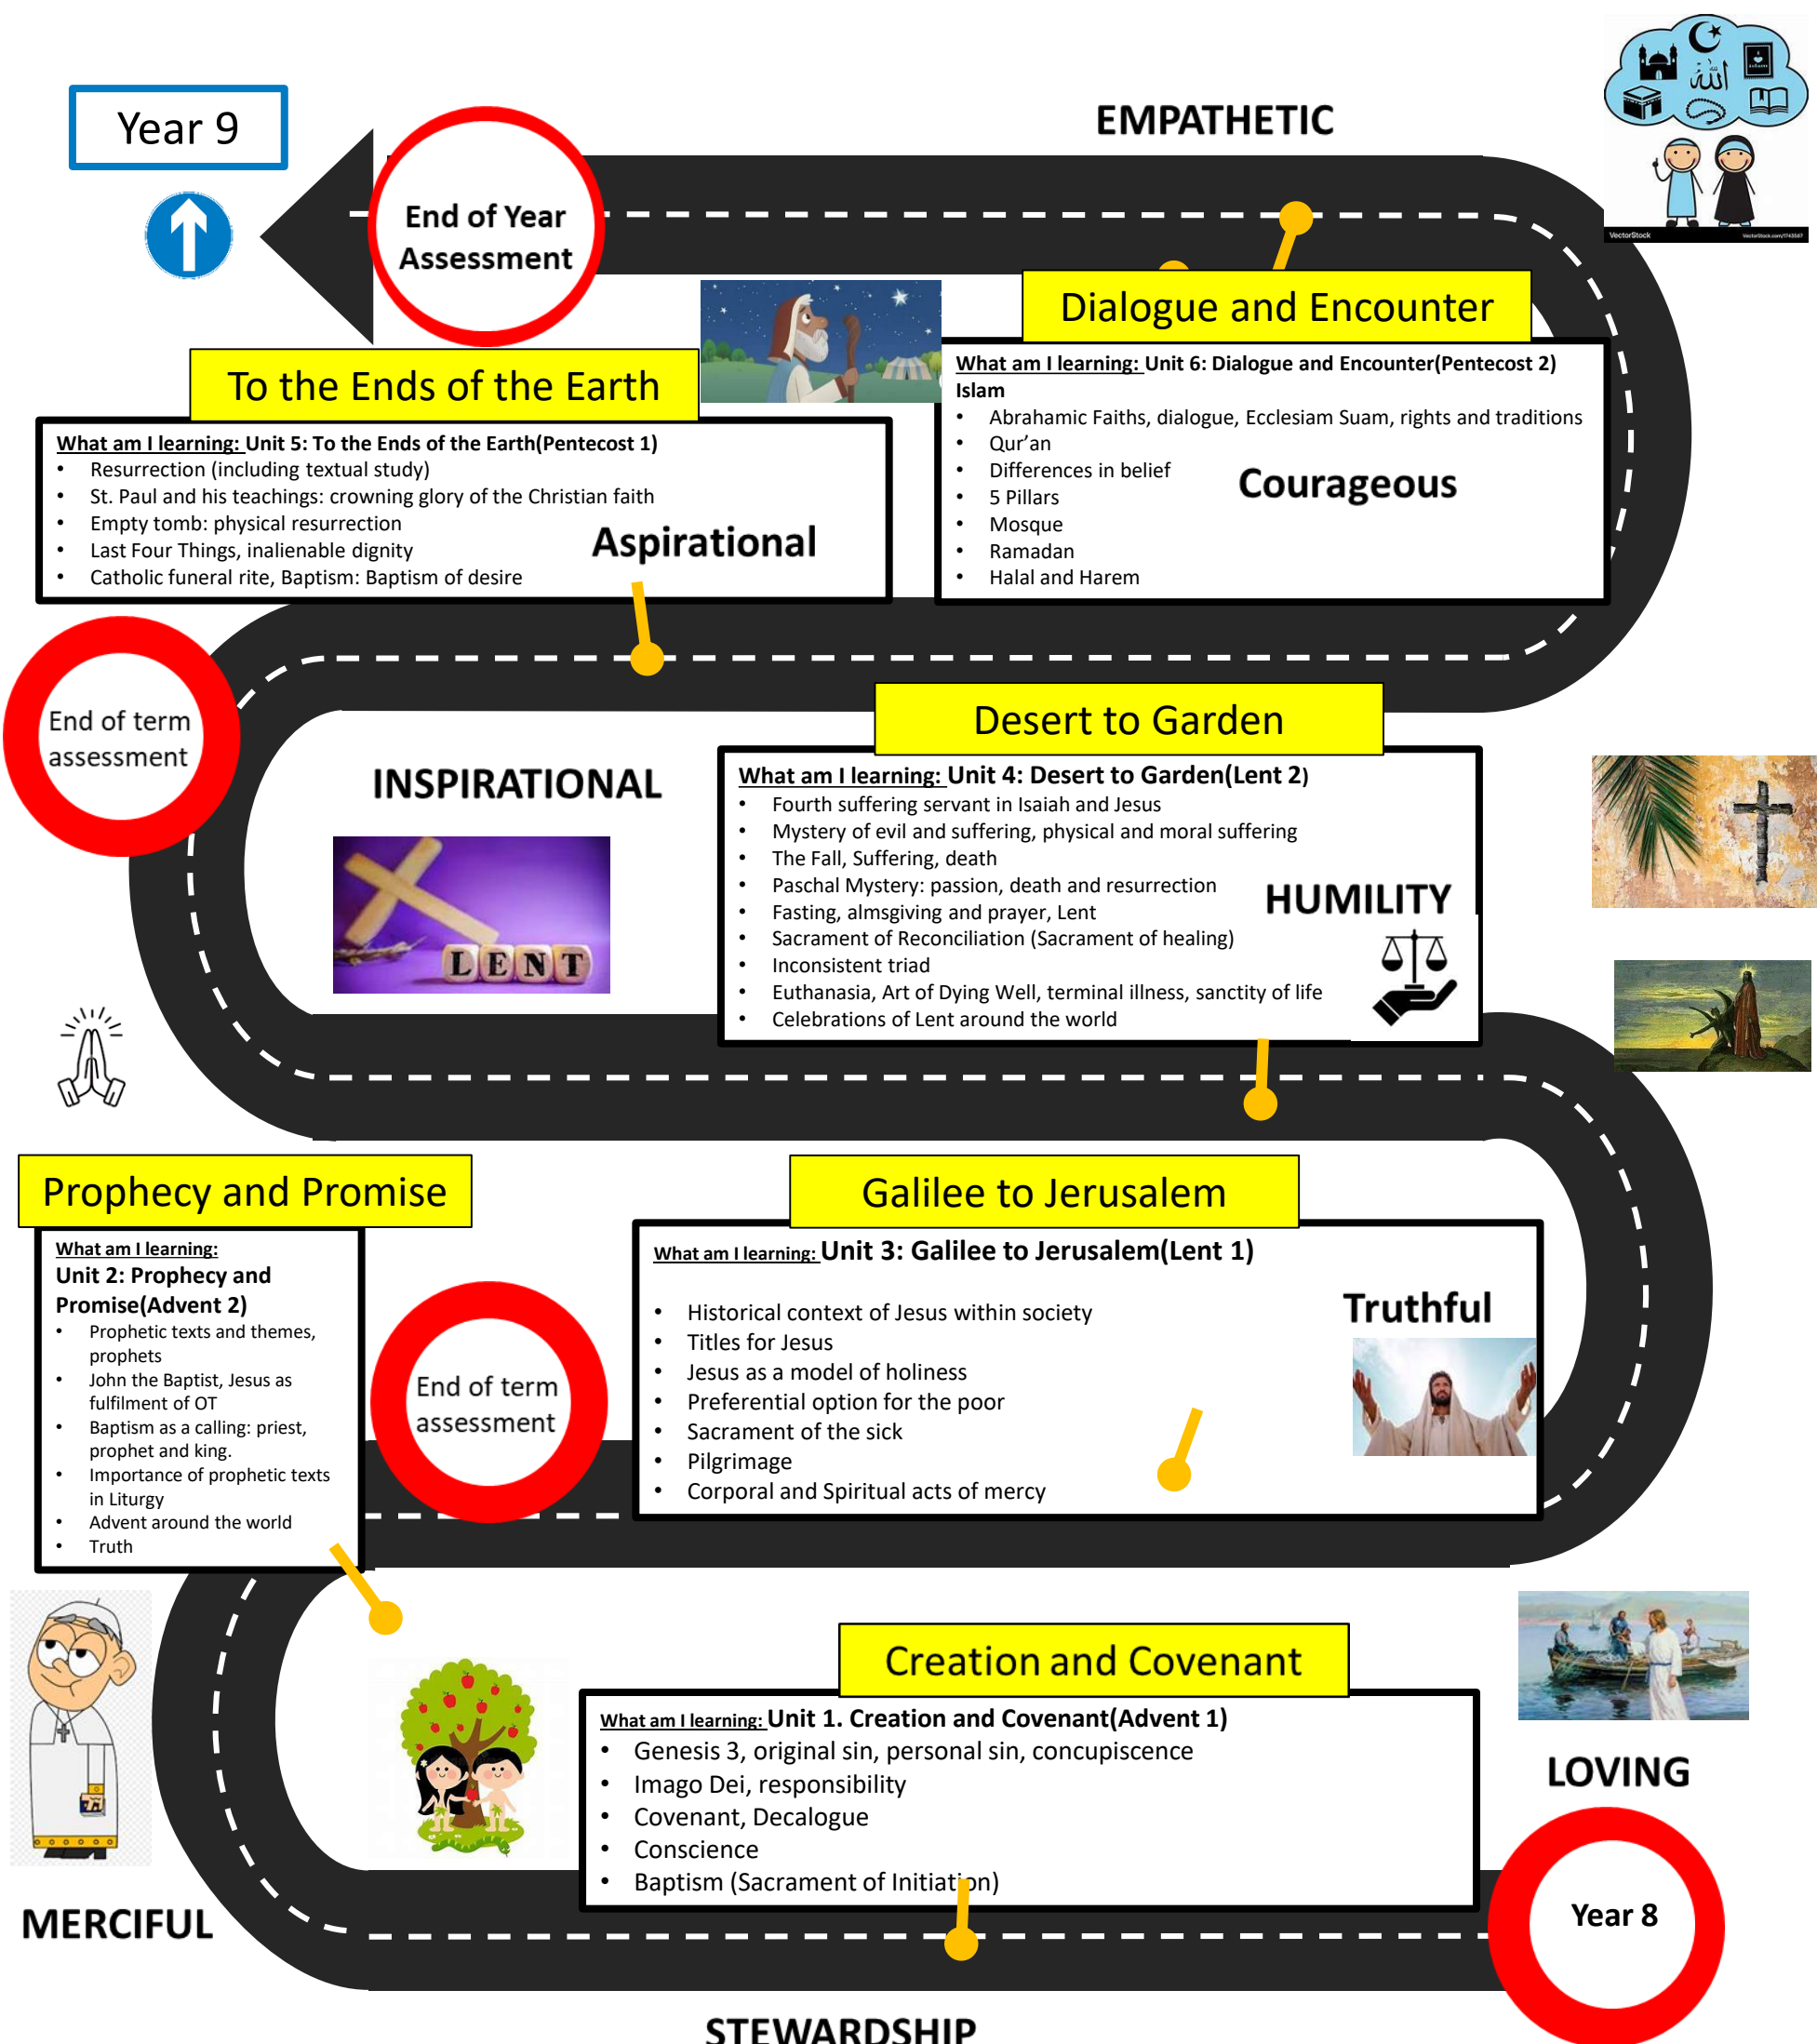 Year 9
EMPATHETIC
VectorStock
VectorStock.com/1743567
End of Year
Assessment
Dialogue and Encounter
What am I learning: Unit 6: Dialogue and Encounter(Pentecost 2)
Islam
• Abrahamic Faiths, dialogue, Ecclesiam Suam, rights and traditions
• Qur’an
• Differences in belief
• 5 Pillars
• Mosque
• Ramadan
• Halal and Harem
Courageous
To the Ends of the Earth
What am I learning: Unit 5: To the Ends of the Earth(Pentecost 1)
• Resurrection (including textual study)
• St. Paul and his teachings: crowning glory of the Christian faith
• Empty tomb: physical resurrection
• Last Four Things, inalienable dignity
• Catholic funeral rite, Baptism: Baptism of desire
Aspirational
End of term
assessment
INSPIRATIONAL
LENT
Desert to Garden
What am I learning: Unit 4: Desert to Garden(Lent 2)
• Fourth suffering servant in Isaiah and Jesus
• Mystery of evil and suffering, physical and moral suffering
• The Fall, Suffering, death
• Paschal Mystery: passion, death and resurrection
• Fasting, almsgiving and prayer, Lent
• Sacrament of Reconciliation (Sacrament of healing)
• Inconsistent triad
• Euthanasia, Art of Dying Well, terminal illness, sanctity of life
• Celebrations of Lent around the world
HUMILITY
Prophecy and Promise
What am I learning:
Unit 2: Prophecy and
Promise(Advent 2)
• Prophetic texts and themes,
prophets
• John the Baptist, Jesus as
fulfilment of OT
• Baptism as a calling: priest,
prophet and king.
• Importance of prophetic texts
in Liturgy
• Advent around the world
• Truth
End of term
assessment
Galilee to Jerusalem
What am I learning: Unit 3: Galilee to Jerusalem(Lent 1)
• Historical context of Jesus within society
• Titles for Jesus
• Jesus as a model of holiness
• Preferential option for the poor
• Sacrament of the sick
• Pilgrimage
• Corporal and Spiritual acts of mercy
Truthful
Creation and Covenant
What am I learning: Unit 1. Creation and Covenant(Advent 1)
• Genesis 3, original sin, personal sin, concupiscence
• Imago Dei, responsibility
• Covenant, Decalogue
• Conscience
• Baptism (Sacrament of Initiation)
LOVING
Year 8
MERCIFUL
STEWARDSHIP